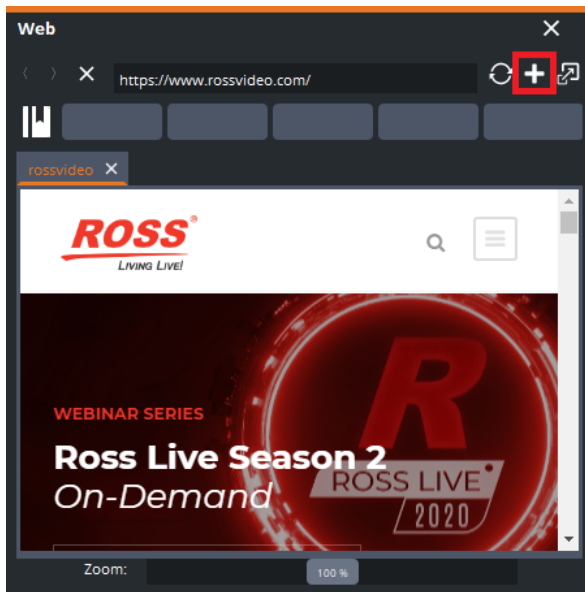 Web
https://www.rossvideo.com/
rossvideo
ROSS®
LIVING LIVE!
WEBINAR SERIES
Ross Live Season 2
On-Demand
R
ROSS LIVE
2020
Zoom:
100 %